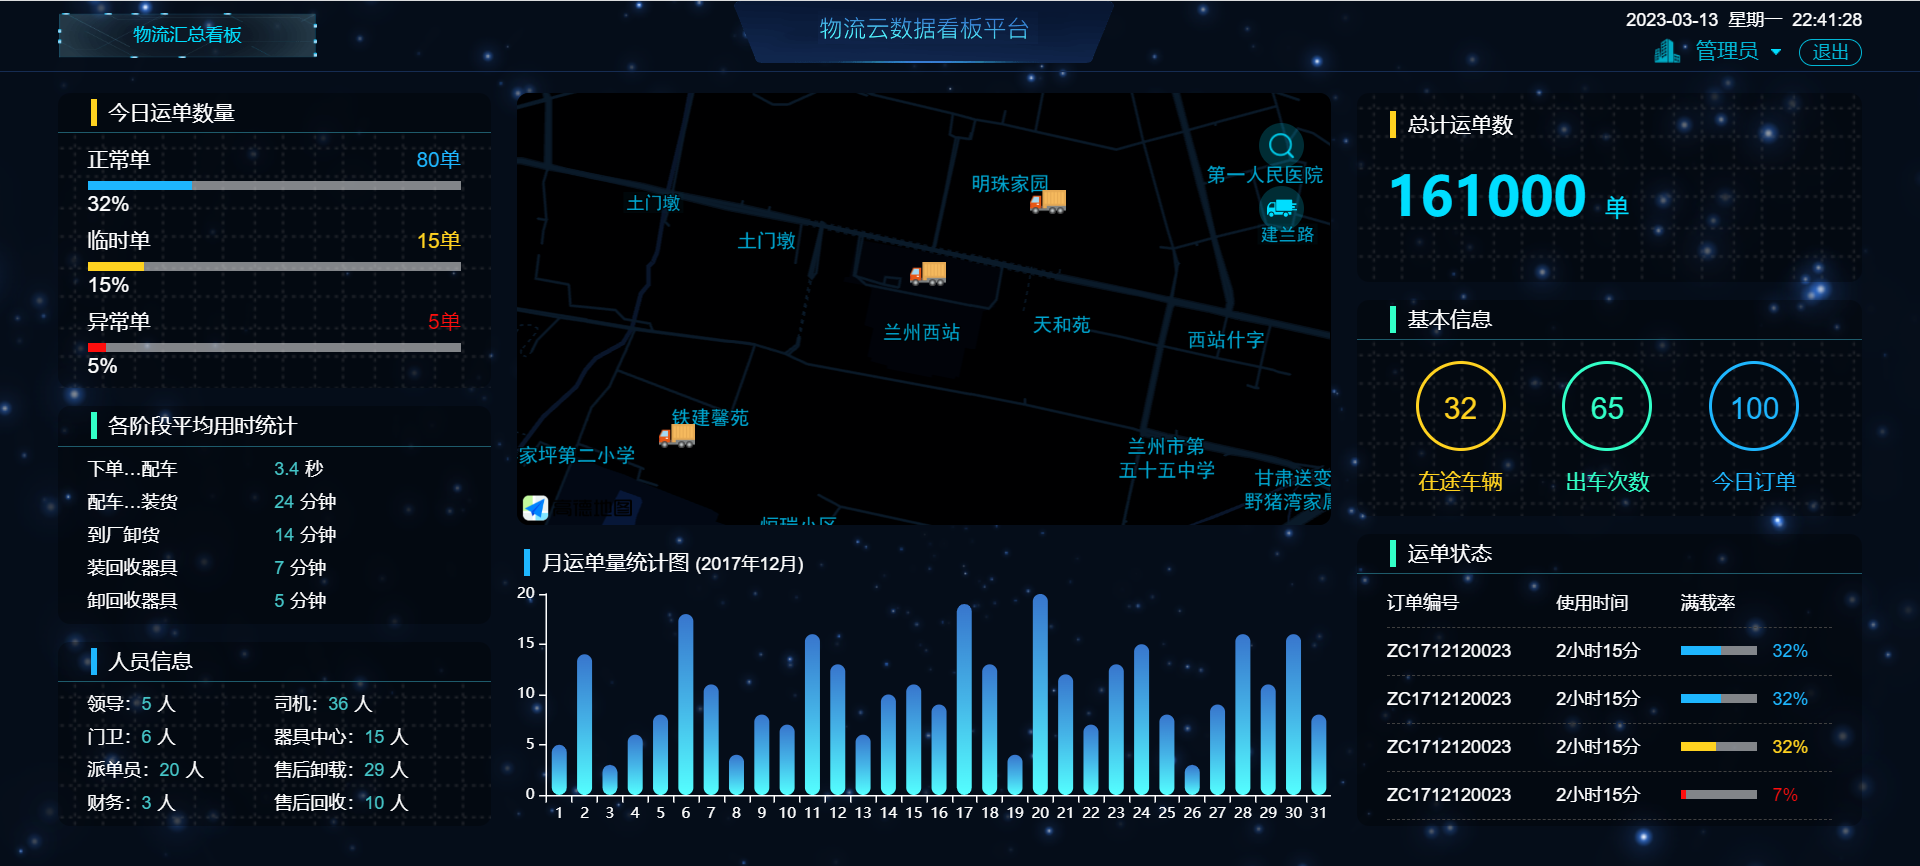 物流汇总看板
物流云数据看板平台
2023-03-13 星期一 22:41:28
管理员
退出
今日运单数量
正常单 80单
32%
临时单 15单
15%
异常单 5单
5%
各阶段平均用时统计
下单...配车 3.4 秒
配车...装货 24 分钟
到厂卸货 14 分钟
装回收器具 7 分钟
卸回收器具 5 分钟
人员信息
领导：5 人 司机：36 人
门卫：6 人 器具中心：15 人
派单员：20 人 售后卸载：29 人
财务：3 人 售后回收：10 人
第一人民医院
明珠家园
土门墩
建兰路
土门墩
天和苑
兰州西站
西站什字
铁建馨苑
兰州市第
五十五中学
家坪第二小学
甘肃送变
野猪湾家属
高德地图
恒瑞小区
月运单量统计图 (2017年12月)
20
15
10
5
0
1 2 3 4 5 6 7 8 9 10 11 12 13 14 15 16 17 18 19 20 21 22 23 24 25 26 27 28 29 30 31
总计运单数
161000 单
基本信息
32 65 100
在途车辆 出车次数 今日订单
运单状态
订单编号 使用时间 满载率
ZC1712120023 2小时15分 32%
ZC1712120023 2小时15分 32%
ZC1712120023 2小时15分 32%
ZC1712120023 2小时15分 7%